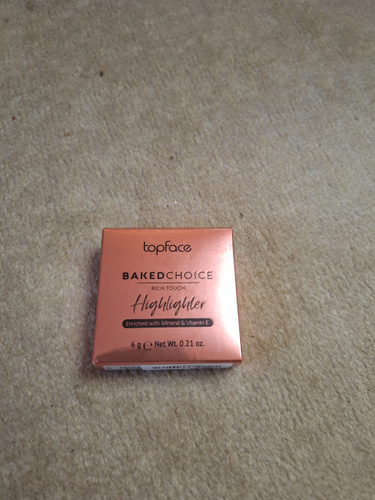 topface
BAKEDCHOICE
RICH TOUCH
Highlighter
Enriched with Mineral & Vitamin E
6 g ℮ Net Wt. 0.21 oz.